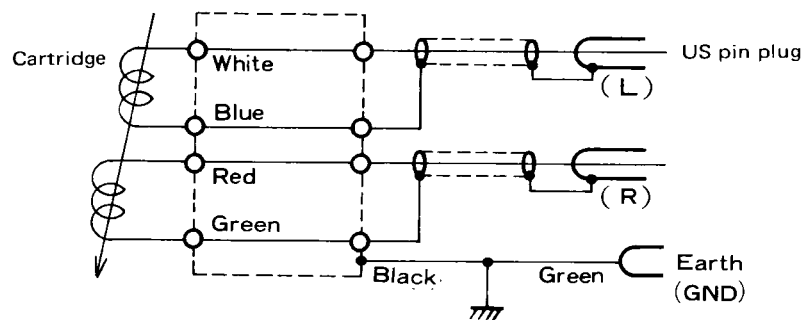 Cartridge
White
US pin plug
(L)
Blue
Red
(R)
Green
Black
Green
Earth
(GND)